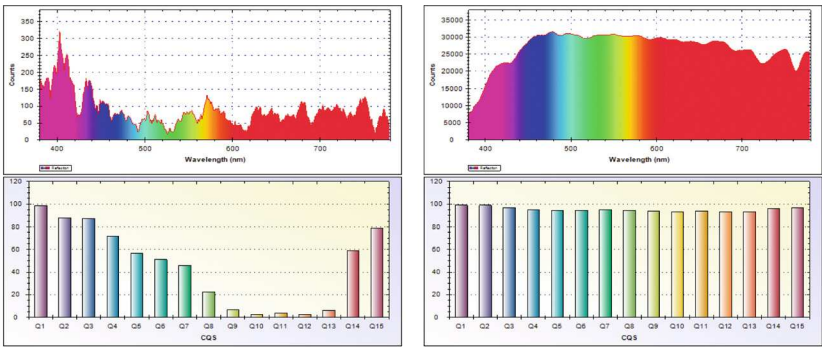 350
300
250
200
150
100
50
0
Counts
400 500 600 700
Wavelength (nm)
Reflection
35000
30000
25000
20000
15000
10000
5000
0
Counts
400 500 600 700
Wavelength (nm)
Reflection
120
100
80
60
40
20
0
Q1 Q2 Q3 Q4 Q5 Q6 Q7 Q8 Q9 Q10 Q11 Q12 Q13 Q14 Q15
CQS
120
100
80
60
40
20
0
Q1 Q2 Q3 Q4 Q5 Q6 Q7 Q8 Q9 Q10 Q11 Q12 Q13 Q14 Q15
CQS